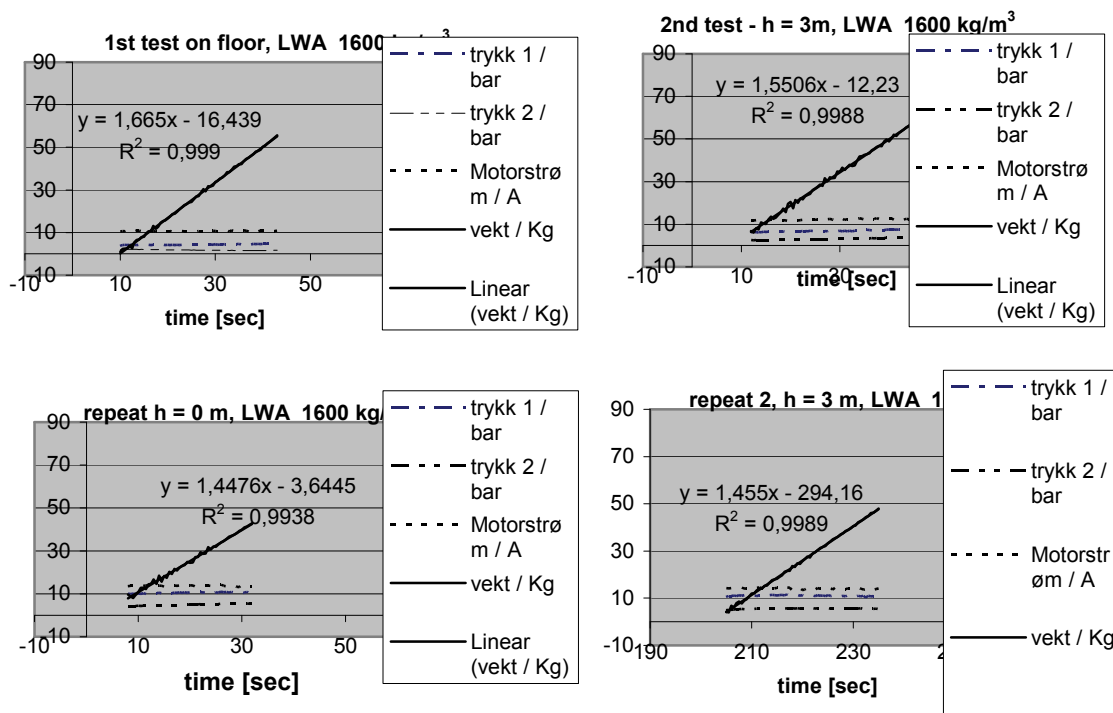 1st test on floor, LWA 1600
90
70
50
30
10
-10
-10
10
30
50
y = 1,665x - 16,439
R² = 0,999
time [sec]
trykk 1 /
bar
trykk 2 /
bar
Motorstrø
m / A
vekt / Kg
Linear
(vekt / Kg)
2nd test - h = 3m, LWA 1600 kg/m³
90
70
50
30
10
-10
-10
10
20
y = 1,5506x - 12,23
R² = 0,9988
time [sec]
trykk 1 /
bar
trykk 2 /
bar
Motorstrø
m / A
vekt / Kg
Linear
(vekt / Kg)
repeat h = 0 m, LWA 1600 kg/
90
70
50
30
10
-10
-10
10
30
50
y = 1,4476x - 3,6445
R² = 0,9938
time [sec]
trykk 1 /
bar
trykk 2 /
bar
Motorstrø
m / A
vekt / Kg
Linear
(vekt / Kg)
repeat 2, h = 3 m, LWA 1
90
70
50
30
10
-10
190
210
230
2
y = 1,455x - 294,16
R² = 0,9989
time [sec]
trykk 1 /
bar
trykk 2 /
bar
Motorstr
øm / A
vekt / Kg